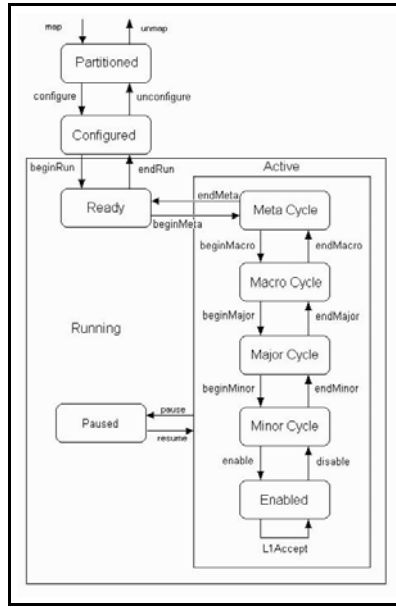 map
unmap
Partitioned
configure
unconfigure
Configured
beginRun
endRun
Active
Ready
endMeta
beginMeta
Meta Cycle
beginMacro
endMacro
Macro Cycle
beginMajor
endMajor
Running
Major Cycle
beginMinor
endMinor
Paused
pause
resume
Minor Cycle
enable
disable
Enabled
L1Accept